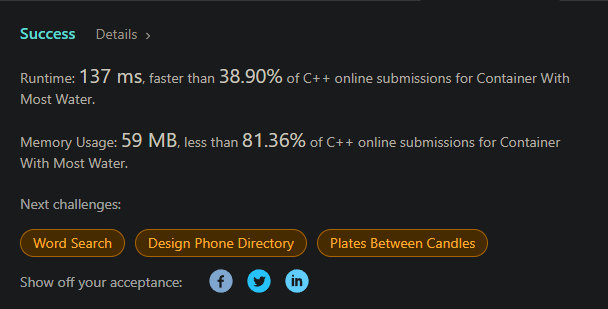 Success Details ›
Runtime: 137 ms, faster than 38.90% of C++ online submissions for Container With
Most Water.
Memory Usage: 59 MB, less than 81.36% of C++ online submissions for Container
With Most Water.
Next challenges:
Word Search Design Phone Directory Plates Between Candles
Show off your acceptance: f in